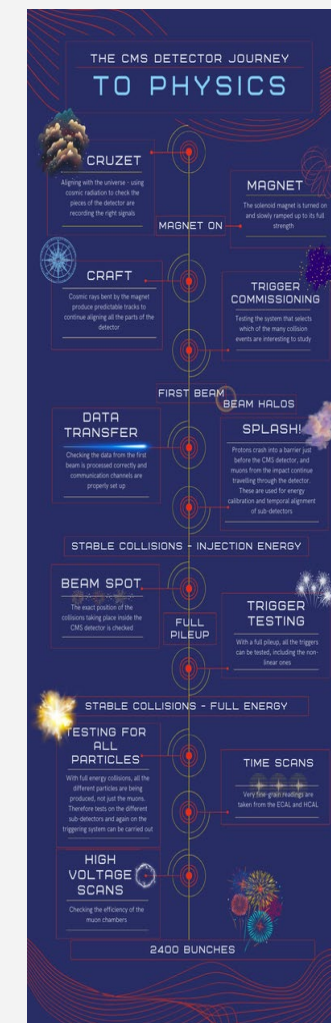 THE CMS DETECTOR JOURNEY
TO PHYSICS
CRUZET
Aligning with the universe - using
cosmic radiation to check the
pieces of the detector are
recording the right signals
MAGNET
The solenoid magnet is turned on
and slowly ramped up to its full
strength
MAGNET ON
CRAFT
Cosmic rays bent by the magnet
produce predictable tracks to
continue aligning all the parts of the
detector
TRIGGER
COMMISSIONING
Testing the system that selects
which of the many collision
events are interesting to study
FIRST BEAM
BEAM HALOS
DATA
TRANSFER
Checking the data from the first
beam is processed correctly and
communication channels are
properly set up
SPLASH!
Protons crash into a barrier just
before the CMS detector, and
muons from the impact continue
travelling through the detector.
These are used for energy
calibration and temporal alignment
of sub-detectors
STABLE COLLISIONS - INJECTION ENERGY
BEAM SPOT
The exact position of the
collisions taking place inside the
CMS detector is checked
FULL
PILEUP
TRIGGER
TESTING
With a full pileup, all the triggers
can be tested, including the non-
linear ones
STABLE COLLISIONS - FULL ENERGY
TESTING FOR
ALL
PARTICLES
With full energy collisions, all the
different particles are being
produced, not just the muons.
Therefore tests on the different
sub-detectors and again on the
triggering system can be carried out
TIME SCANS
Very fine-grain readings are
taken from the ECAL and HCAL
HIGH
VOLTAGE
SCANS
Checking the efficiency of the
muon chambers
2400 BUNCHES